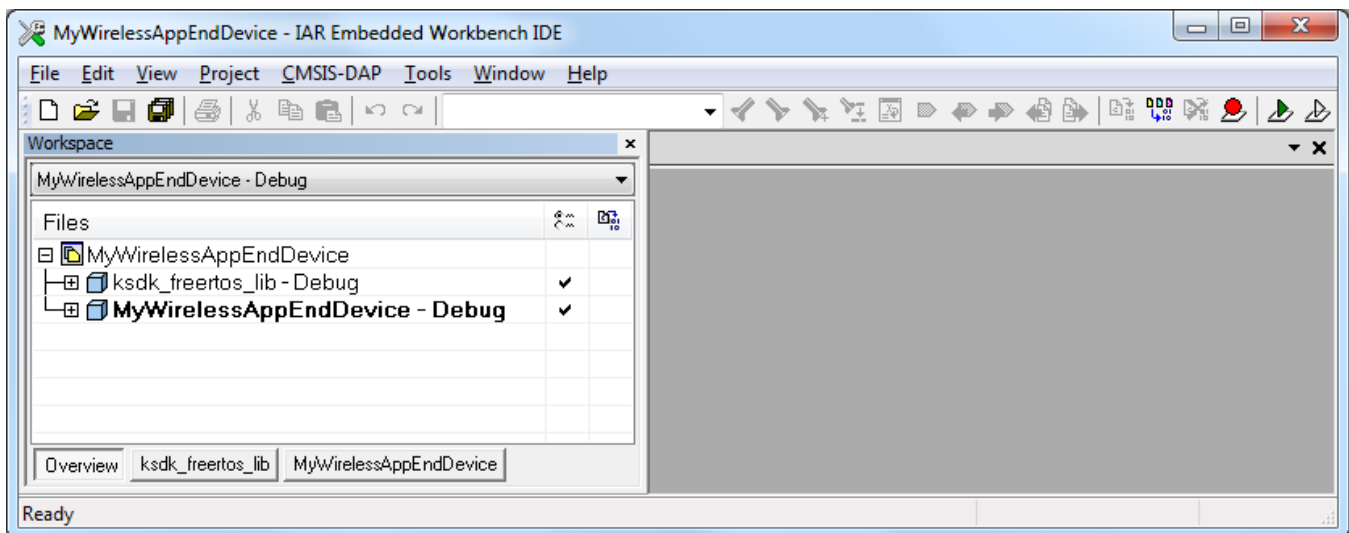 MyWirelessAppEndDevice - IAR Embedded Workbench IDE
File Edit View Project CMSIS-DAP Tools Window Help
Workspace
MyWirelessAppEndDevice - Debug
Files
MyWirelessAppEndDevice
ksdk_freertos_lib - Debug
MyWirelessAppEndDevice - Debug
Overview ksdk_freertos_lib MyWirelessAppEndDevice
Ready